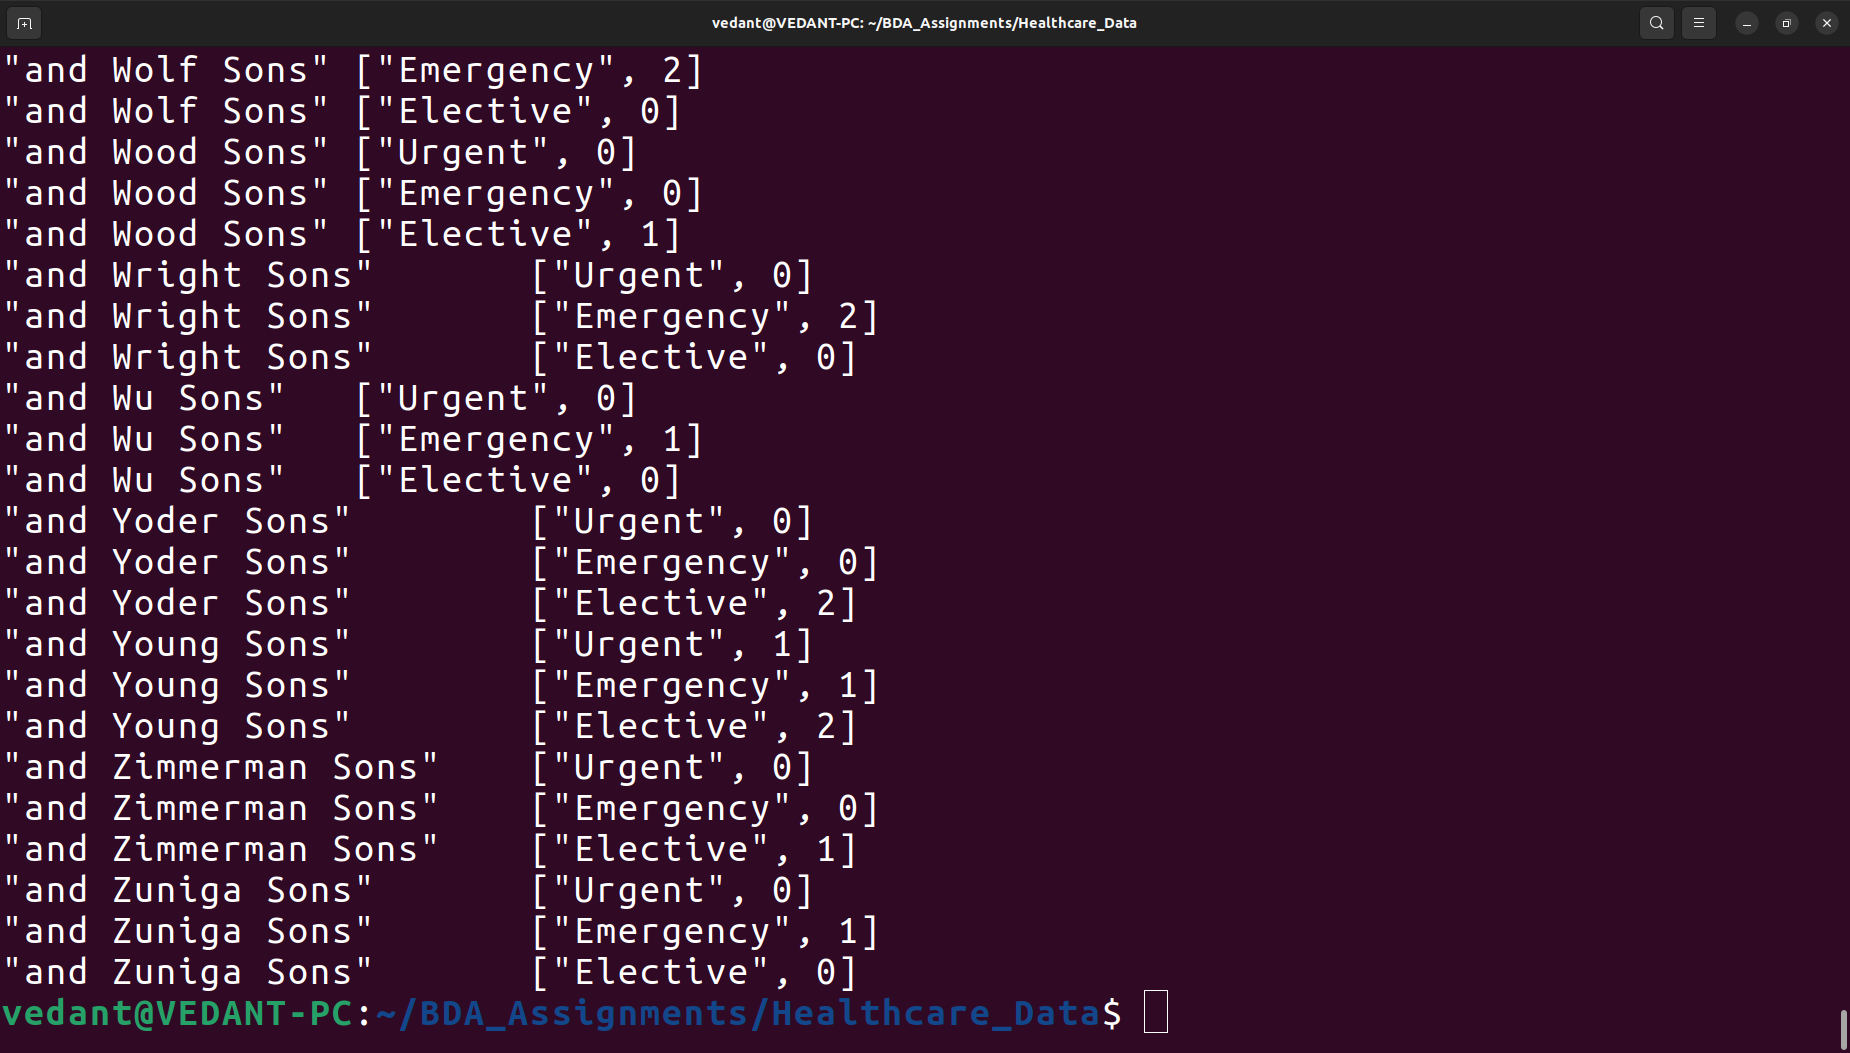 vedant@VEDANT-PC: ~/BDA_Assignments/Healthcare_Data
"and Wolf Sons" ["Emergency", 2]
"and Wolf Sons" ["Elective", 0]
"and Wood Sons" ["Urgent", 0]
"and Wood Sons" ["Emergency", 0]
"and Wood Sons" ["Elective", 1]
"and Wright Sons" ["Urgent", 0]
"and Wright Sons" ["Emergency", 2]
"and Wright Sons" ["Elective", 0]
"and Wu Sons" ["Urgent", 0]
"and Wu Sons" ["Emergency", 1]
"and Wu Sons" ["Elective", 0]
"and Yoder Sons" ["Urgent", 0]
"and Yoder Sons" ["Emergency", 0]
"and Yoder Sons" ["Elective", 2]
"and Young Sons" ["Urgent", 1]
"and Young Sons" ["Emergency", 1]
"and Young Sons" ["Elective", 2]
"and Zimmerman Sons" ["Urgent", 0]
"and Zimmerman Sons" ["Emergency", 0]
"and Zimmerman Sons" ["Elective", 1]
"and Zuniga Sons" ["Urgent", 0]
"and Zuniga Sons" ["Emergency", 1]
"and Zuniga Sons" ["Elective", 0]
vedant@VEDANT-PC:~/BDA_Assignments/Healthcare_Data$